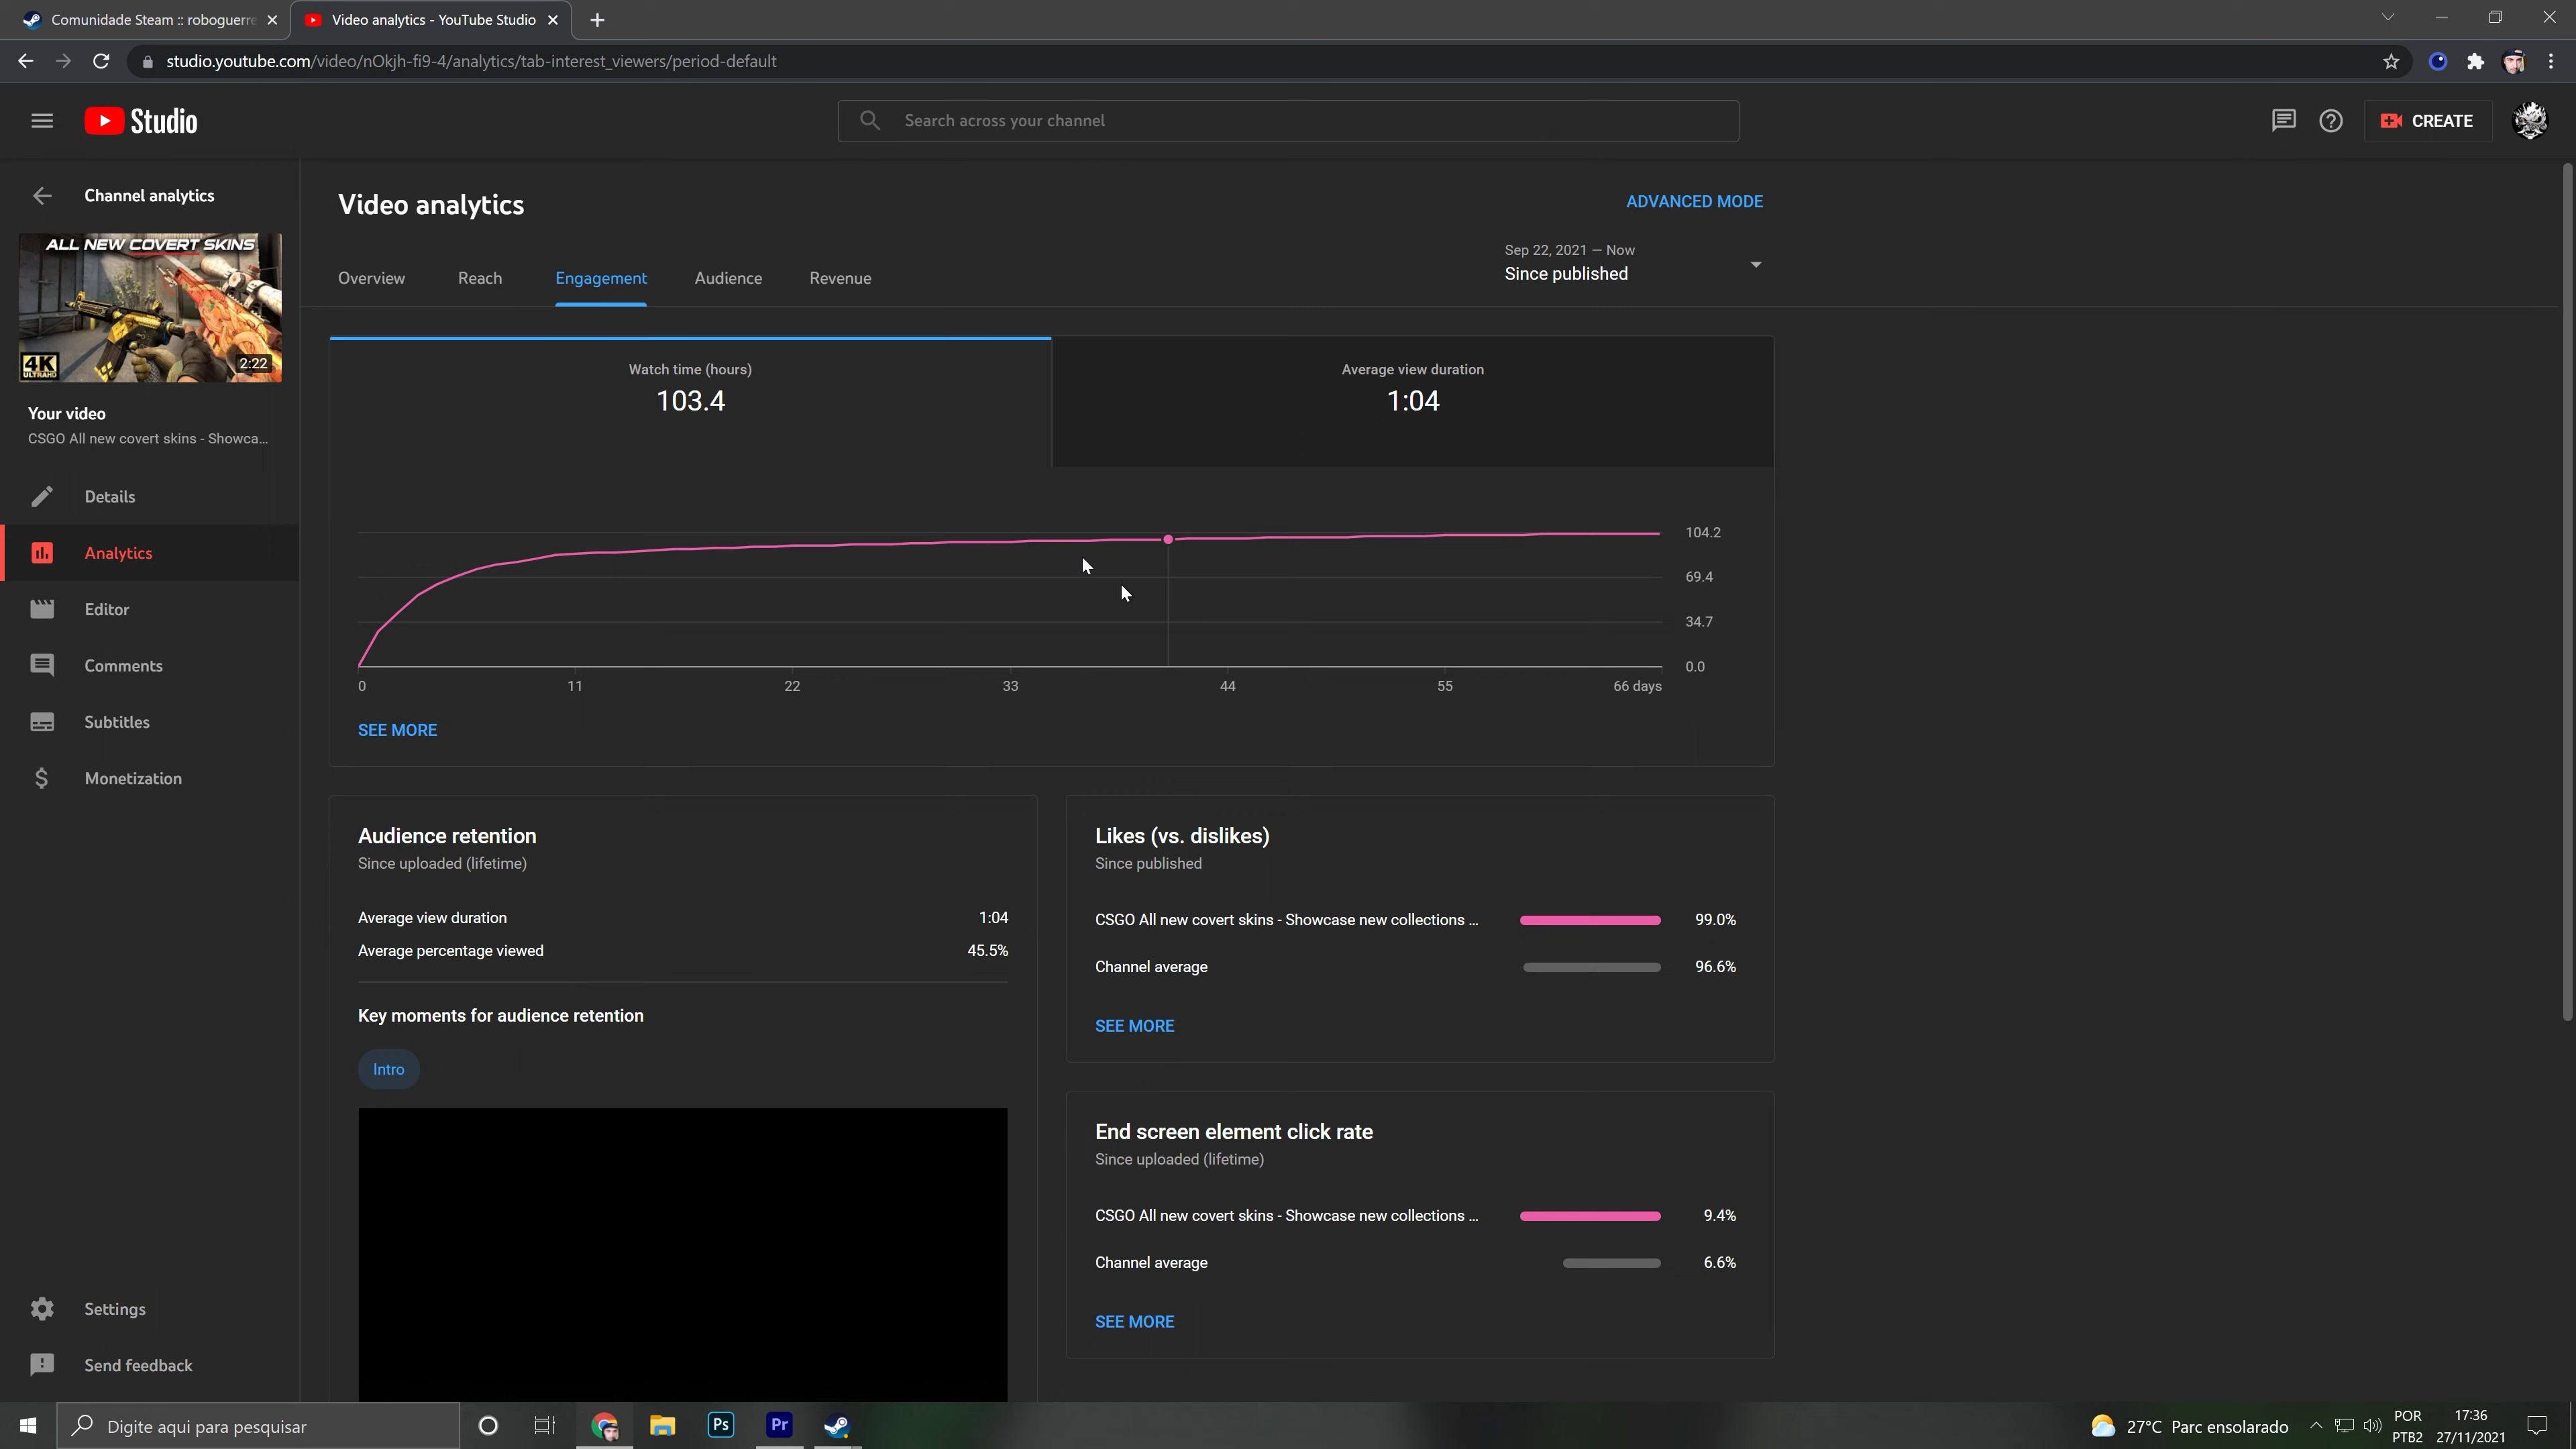 Comunidade Steam :: roboguerre
Video analytics - YouTube Studio
studio.youtube.com/video/nOkjh-fi9-4/analytics/tab-interest_viewers/period-default
Studio
Search across your channel
CREATE
Channel analytics
ALL NEW COVERT SKINS
4K
ULTRAHD
2:22
Your video
CSGO All new covert skins - Showca...
Details
Analytics
Editor
Comments
Subtitles
Monetization
Settings
Send feedback
Video analytics
ADVANCED MODE
Overview
Reach
Engagement
Audience
Revenue
Sep 22, 2021 – Now
Since published
Watch time (hours)
103.4
Average view duration
1:04
104.2
69.4
34.7
0.0
0 11 22 33 44 55 66 days
SEE MORE
Audience retention
Since uploaded (lifetime)
Average view duration 1:04
Average percentage viewed 45.5%
Key moments for audience retention
Intro
Likes (vs. dislikes)
Since published
CSGO All new covert skins - Showcase new collections ... 99.0%
Channel average 96.6%
SEE MORE
End screen element click rate
Since uploaded (lifetime)
CSGO All new covert skins - Showcase new collections ... 9.4%
Channel average 6.6%
SEE MORE
Digite aqui para pesquisar
Ps
Pr
27°C Parc ensolarado
POR
PTB2
17:36
27/11/2021